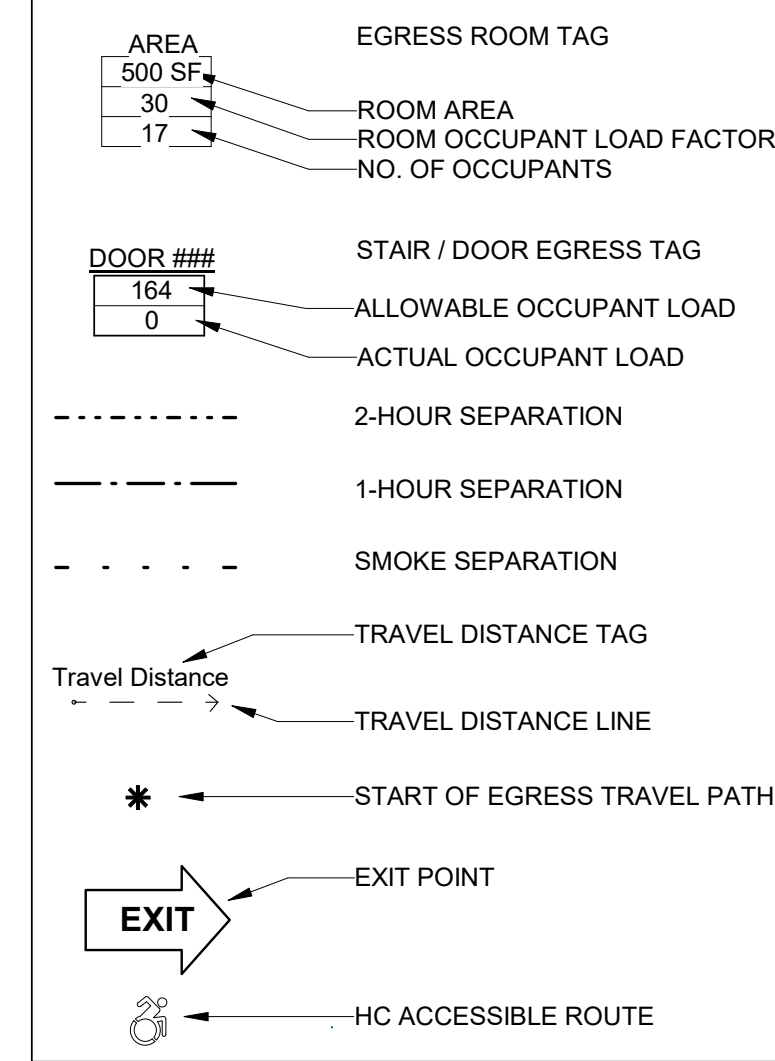 AREA
EGRESS ROOM TAG
500 SF
30
17
ROOM AREA
ROOM OCCUPANT LOAD FACTOR
NO. OF OCCUPANTS
DOOR ###
STAIR / DOOR EGRESS TAG
164
0
ALLOWABLE OCCUPANT LOAD
ACTUAL OCCUPANT LOAD
2-HOUR SEPARATION
1-HOUR SEPARATION
SMOKE SEPARATION
TRAVEL DISTANCE TAG
Travel Distance
TRAVEL DISTANCE LINE
START OF EGRESS TRAVEL PATH
EXIT POINT
EXIT
HC ACCESSIBLE ROUTE